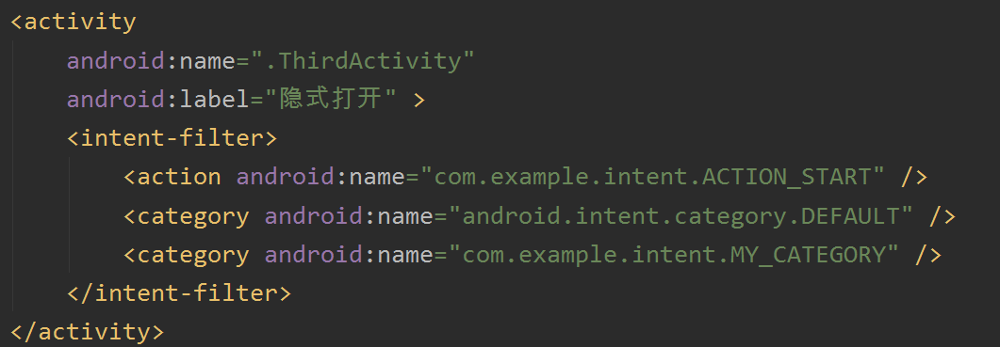 <activity
android:name=".ThirdActivity"
android:label="隐式打开" >
<intent-filter>
<action android:name="com.example.intent.ACTION_START" />
<category android:name="android.intent.category.DEFAULT" />
<category android:name="com.example.intent.MY_CATEGORY" />
</intent-filter>
</activity>